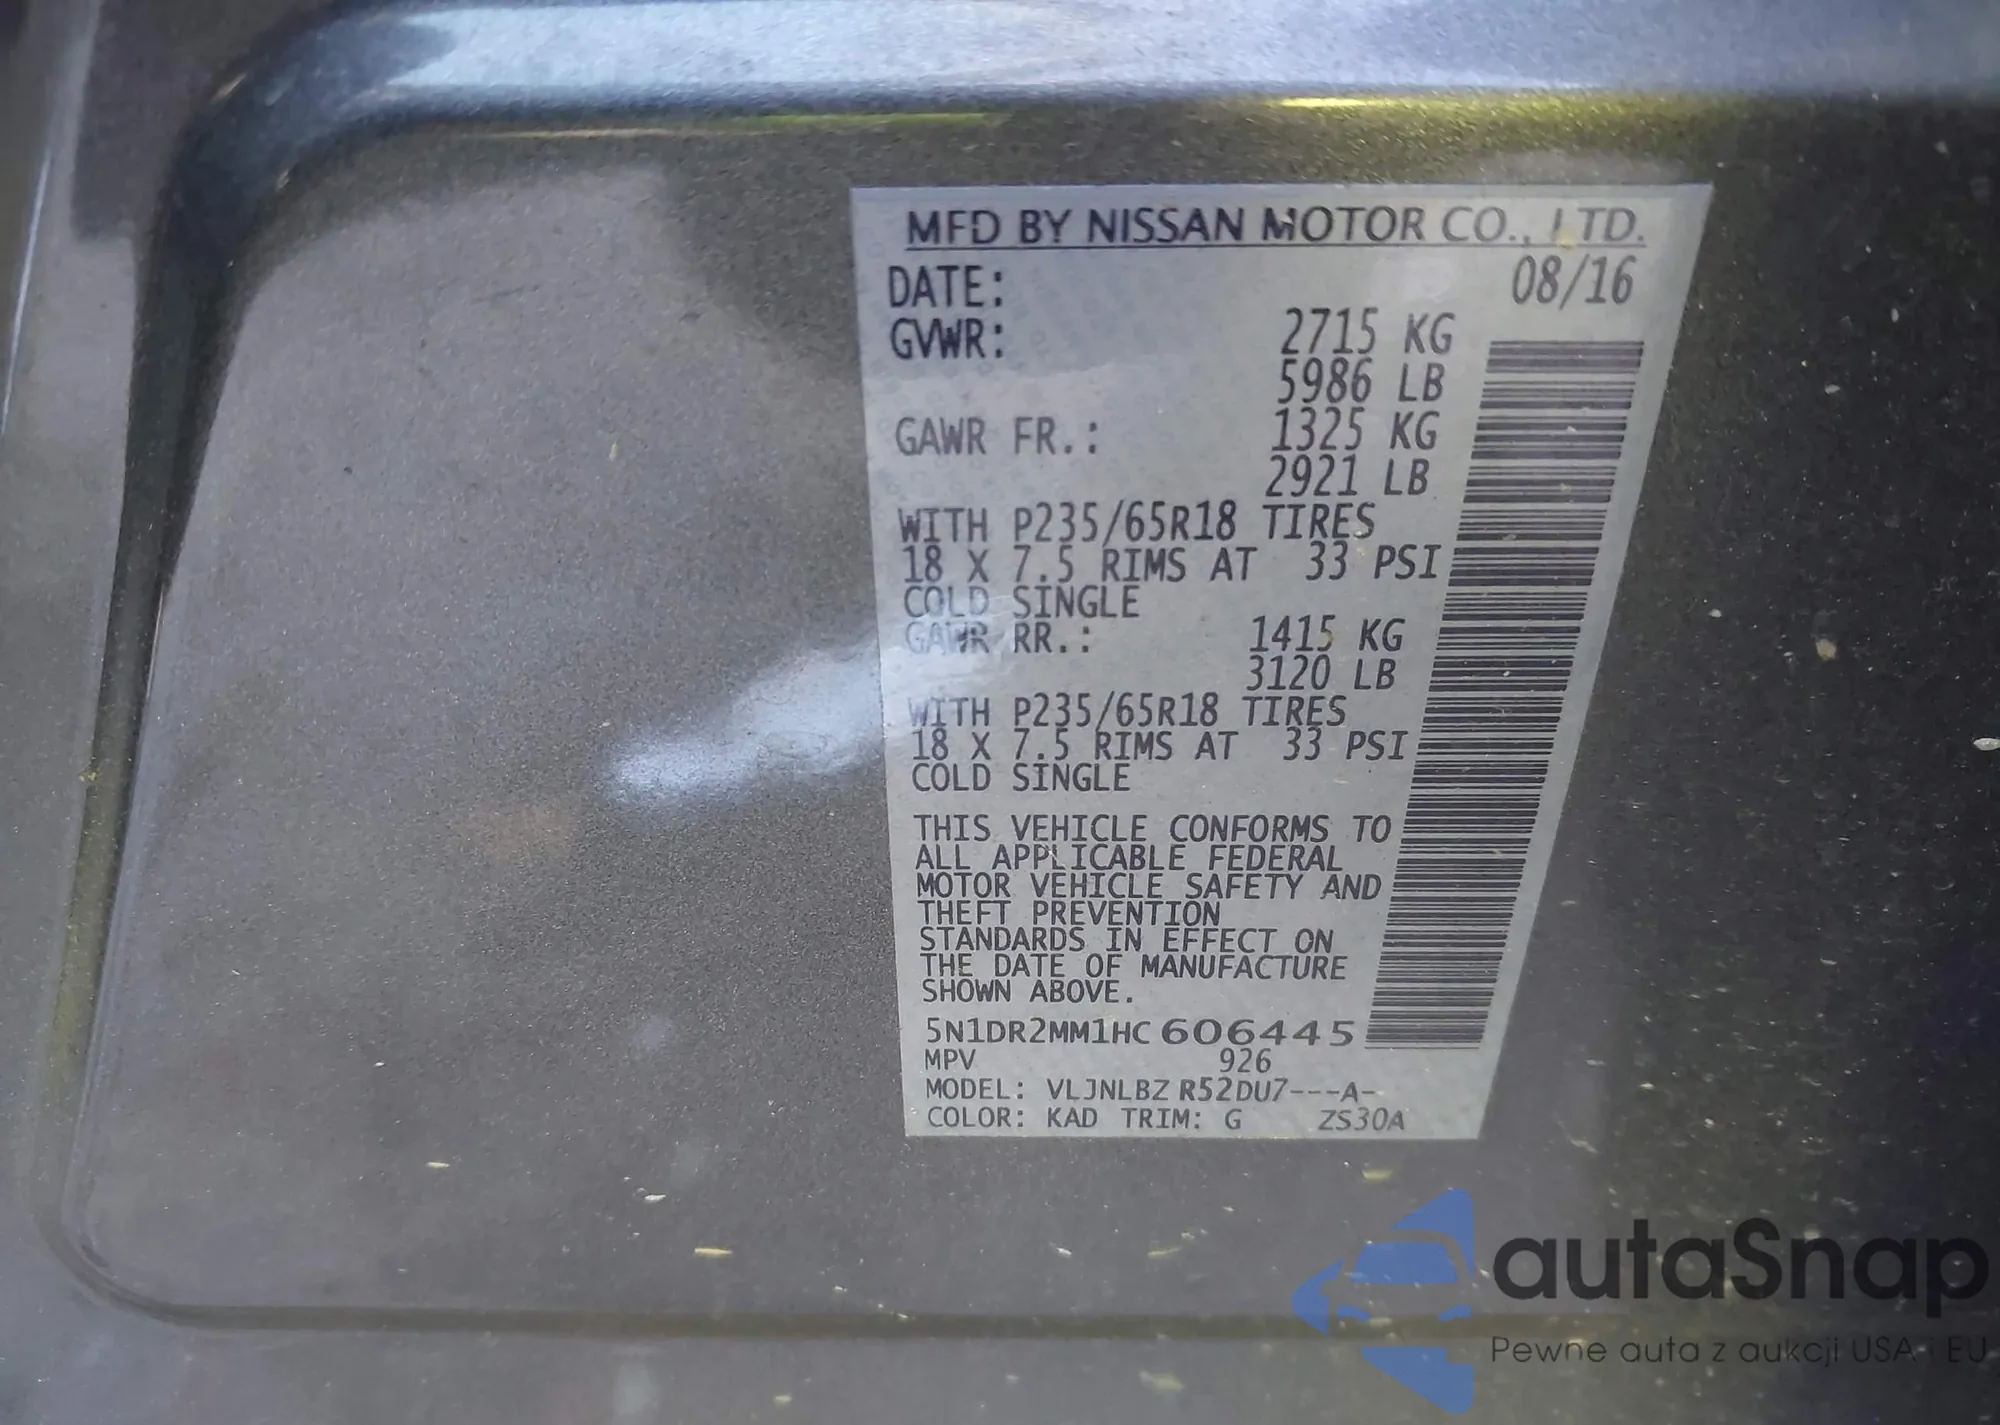 MFD BY NISSAN MOTOR CO., LTD.
DATE: 08/16
GVWR: 2715 KG
5986 LB
GAWR FR.: 1325 KG
2921 LB
WITH P235/65R18 TIRES
18 X 7.5 RIMS AT 33 PSI
COLD SINGLE
GAWR RR.: 1415 KG
3120 LB
WITH P235/65R18 TIRES
18 X 7.5 RIMS AT 33 PSI
COLD SINGLE
THIS VEHICLE CONFORMS TO
ALL APPLICABLE FEDERAL
MOTOR VEHICLE SAFETY AND
THEFT PREVENTION
STANDARDS IN EFFECT ON
THE DATE OF MANUFACTURE
SHOWN ABOVE.
5N1DR2MM1HC 606445
MPV 926
MODEL: VLJNLBZ R52DU7---A-
COLOR: KAD TRIM: G ZS30A
autaSnap
Pewne auta z aukcji USA i EU